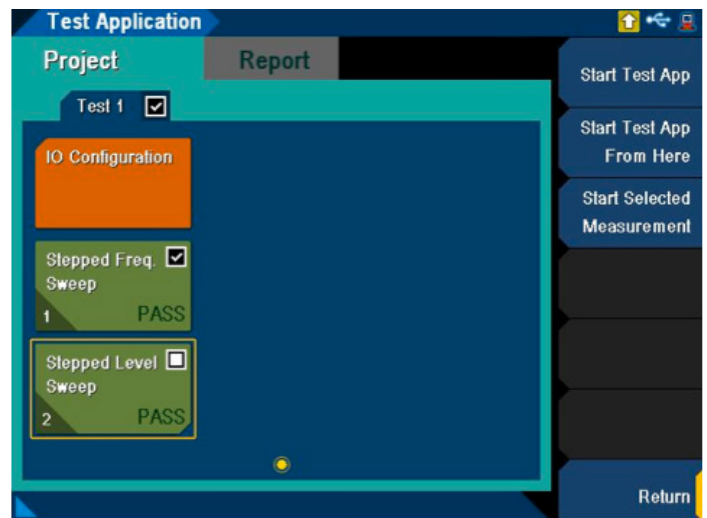 Test Application
Project
Report
Test 1
IO Configuration
Stepped Freq.
Sweep
1
PASS
Stepped Level
Sweep
2
PASS
Start Test App
Start Test App
From Here
Start Selected
Measurement
Return